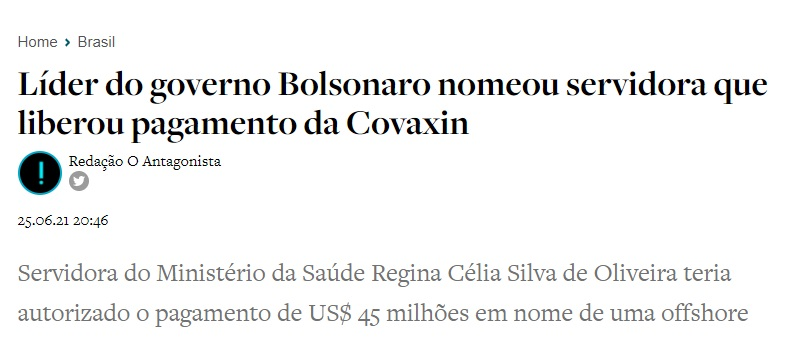 Home > Brasil
Líder do governo Bolsonaro nomeou servidora que
liberou pagamento da Covaxin
!
Redação O Antagonista
25.06.21 20:46
Servidora do Ministério da Saúde Regina Célia Silva de Oliveira teria
autorizado o pagamento de US$ 45 milhões em nome de uma offshore